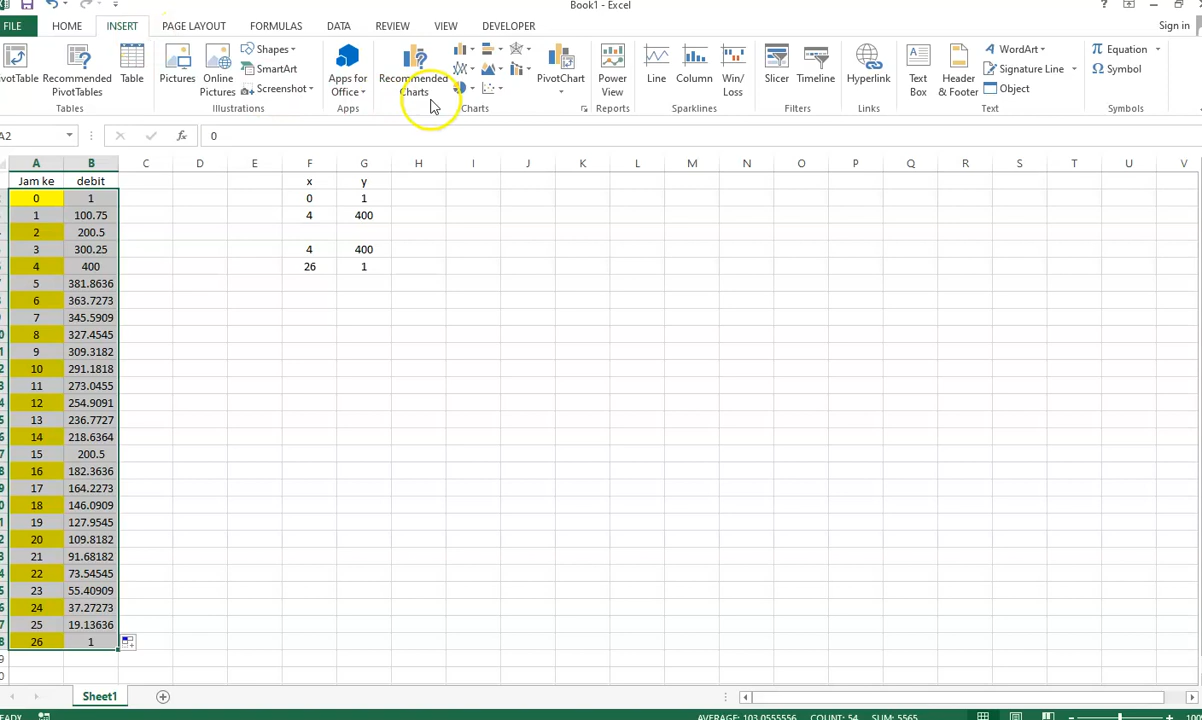 Book1 - Excel
FILE HOME INSERT PAGE LAYOUT FORMULAS DATA REVIEW VIEW DEVELOPER Sign in
Shapes Apps for Office WordArt Equation
PivotTable Recommended PivotTables Table Pictures Online Pictures SmartArt Recommended Charts PivotChart Power View Line Column Win/Loss Slicer Timeline Hyperlink Text Box Header & Footer Signature Line Symbol
Screenshot Object
Tables Illustrations Apps Charts Reports Sparklines Filters Links Text Symbols
A2 fx 0
A B C D E F G H I J K L M N O P Q R S T U V
Jam ke debit x y
0 1 0 1
1 100.75 4 400
2 200.5
3 300.25 4 400
4 400 26 1
5 381.8636
6 363.7273
7 345.5909
8 327.4545
9 309.3182
10 291.1818
11 273.0455
12 254.9091
13 236.7727
14 218.6364
15 200.5
16 182.3636
17 164.2273
18 146.0909
19 127.9545
20 109.8182
21 91.68182
22 73.54545
23 55.40909
24 37.27273
25 19.13636
26 1
Sheet1
AVERAGE: 103.0555556 COUNT: 54 SUM: 5565